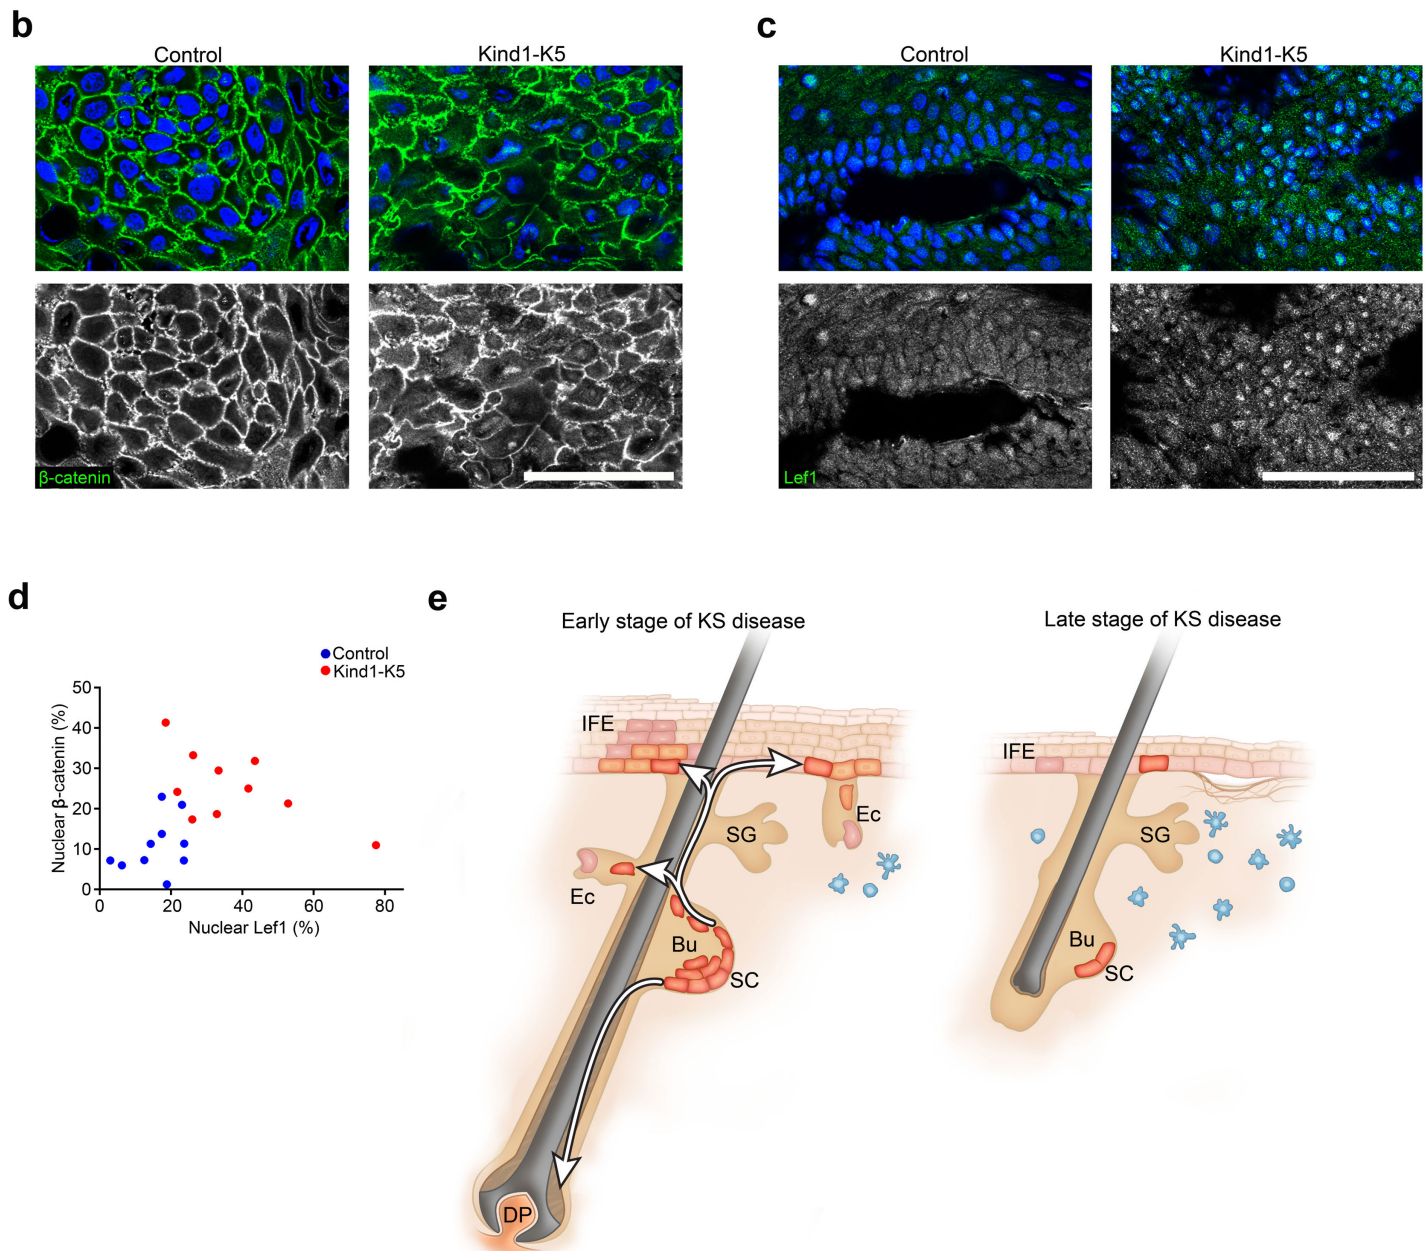 b
Control
Kind1-K5
β-catenin
c
Control
Kind1-K5
Lef1
d
Control
Kind1-K5
50
40
30
20
10
0
Nuclear β-catenin (%)
0 20 40 60 80
Nuclear Lef1 (%)
e
Early stage of KS disease
IFE
SG
Ec
Ec
Bu
SC
DP
Late stage of KS disease
IFE
SG
Bu
SC